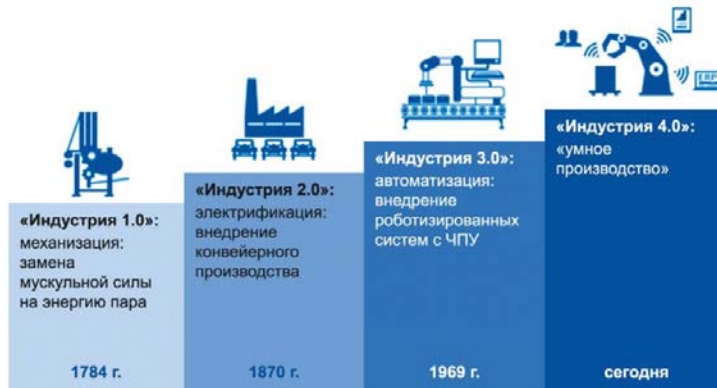 «Индустрия 1.0»:
механизация:
замена
мускульной силы
на энергию пара
1784 г.
«Индустрия 2.0»:
электрификация:
внедрение
конвейерного
производства
1870 г.
«Индустрия 3.0»:
автоматизация:
внедрение
роботизированных
систем с ЧПУ
1969 г.
ERP
«Индустрия 4.0»:
«умное
производство»
сегодня